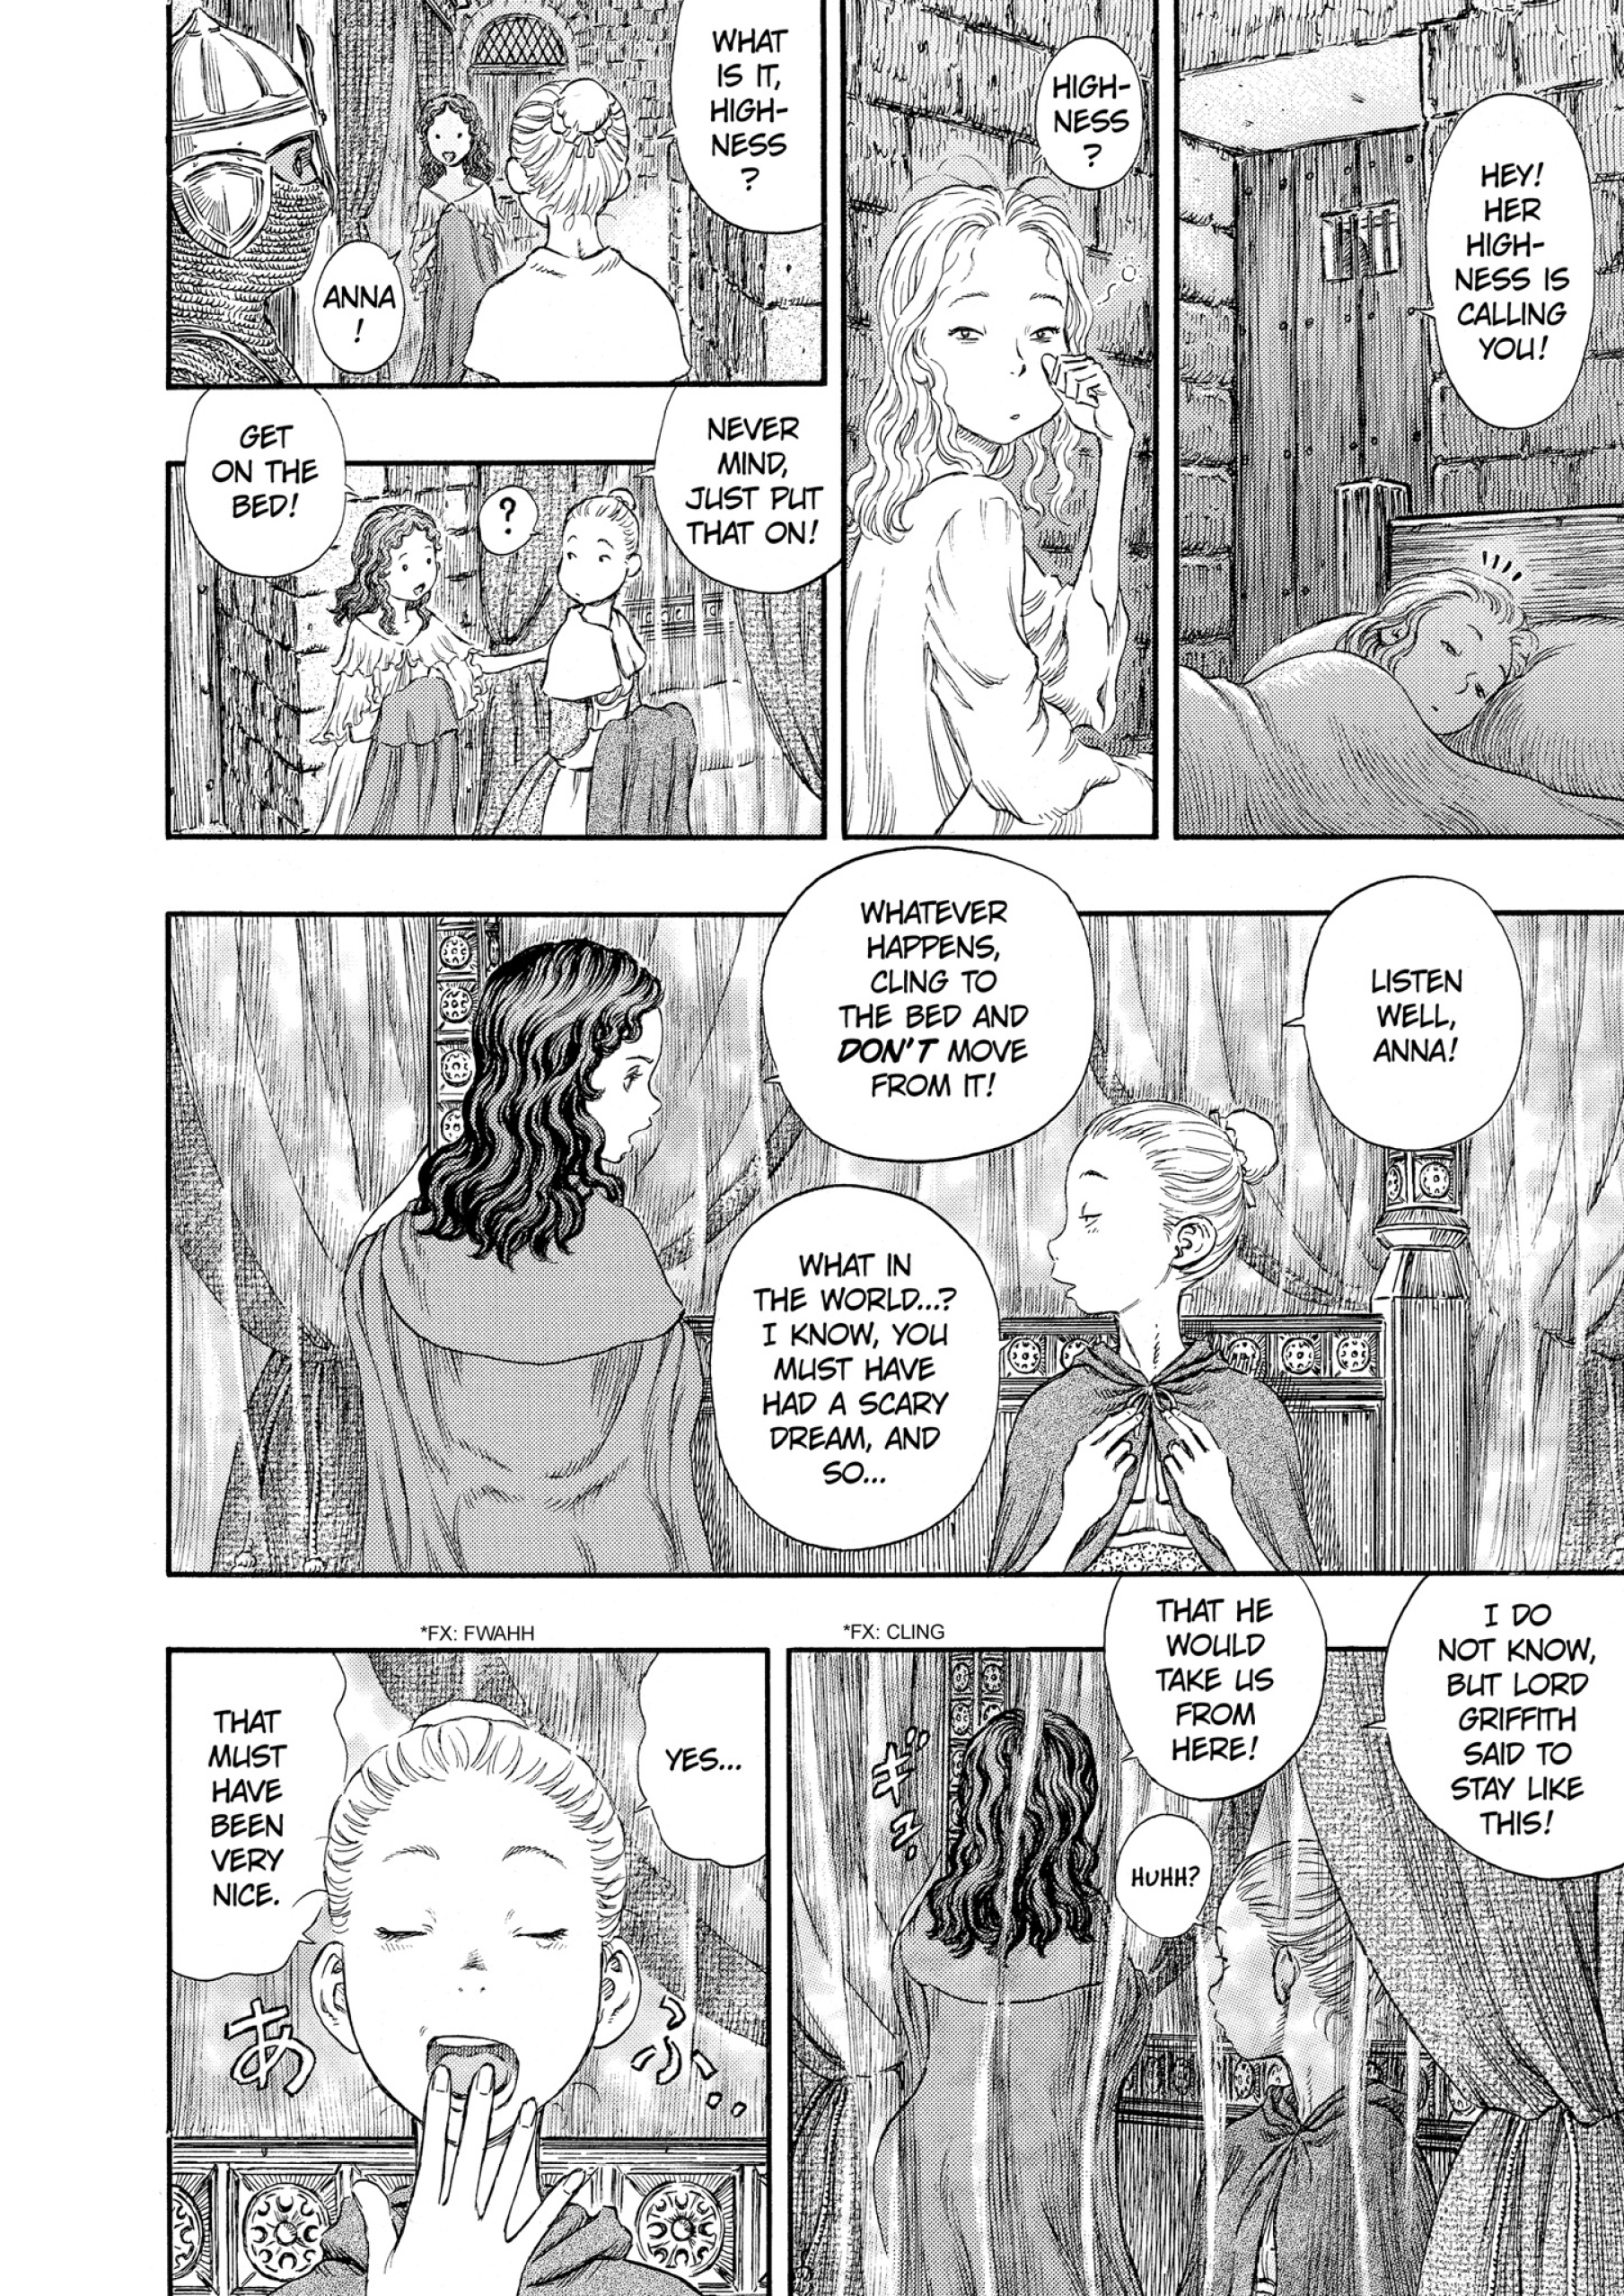 HEY!
HER
HIGH-
NESS IS
CALLING
YOU!
HIGH-
NESS
?
WHAT
IS IT,
HIGH-
NESS
?
ANNA
!
NEVER
MIND,
JUST PUT
THAT ON!
?
GET
ON THE
BED!
LISTEN
WELL,
ANNA!
WHATEVER
HAPPENS,
CLING TO
THE BED AND
DON'T MOVE
FROM IT!
WHAT IN
THE WORLD...?
I KNOW, YOU
MUST HAVE
HAD A SCARY
DREAM, AND
SO...
I DO
NOT KNOW,
BUT LORD
GRIFFITH
SAID TO
STAY LIKE
THIS!
THAT HE
WOULD
TAKE US
FROM
HERE!
HUHH?
*FX: CLING
ギュ
YES...
*FX: FWAHH
THAT
MUST
HAVE
BEEN
VERY
NICE.
ふぁ